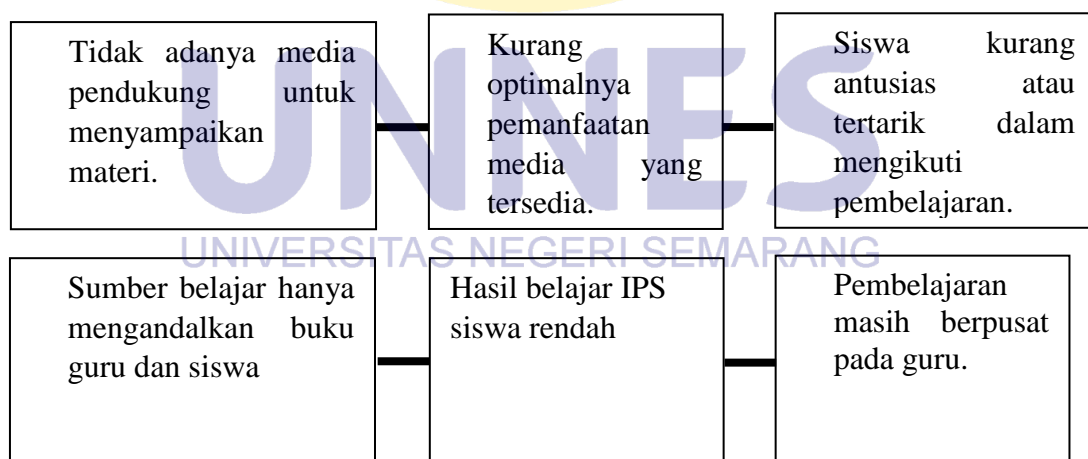 Tidak adanya media
pendukung untuk
menyampaikan
materi.
Kurang
optimalnya
pemanfaatan
media yang
tersedia.
Siswa kurang
antusias atau
tertarik dalam
mengikuti
pembelajaran.
UNNES
UNIVERSITAS NEGERI SEMARANG
Sumber belajar hanya
mengandalkan buku
guru dan siswa
Hasil belajar IPS
siswa rendah
Pembelajaran
masih berpusat
pada guru.